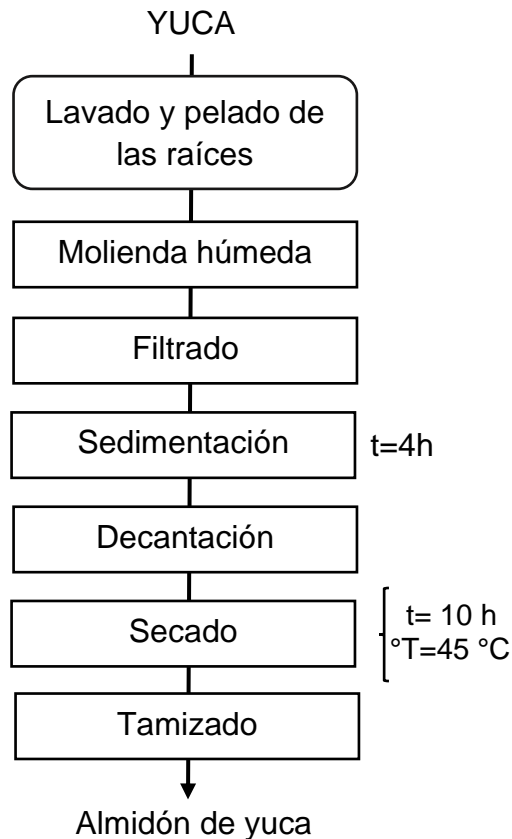 YUCA
Lavado y pelado de
las raíces
Molienda húmeda
Filtrado
Sedimentación
t=4h
Decantación
Secado
t= 10 h
°T=45 °C
Tamizado
Almidón de yuca